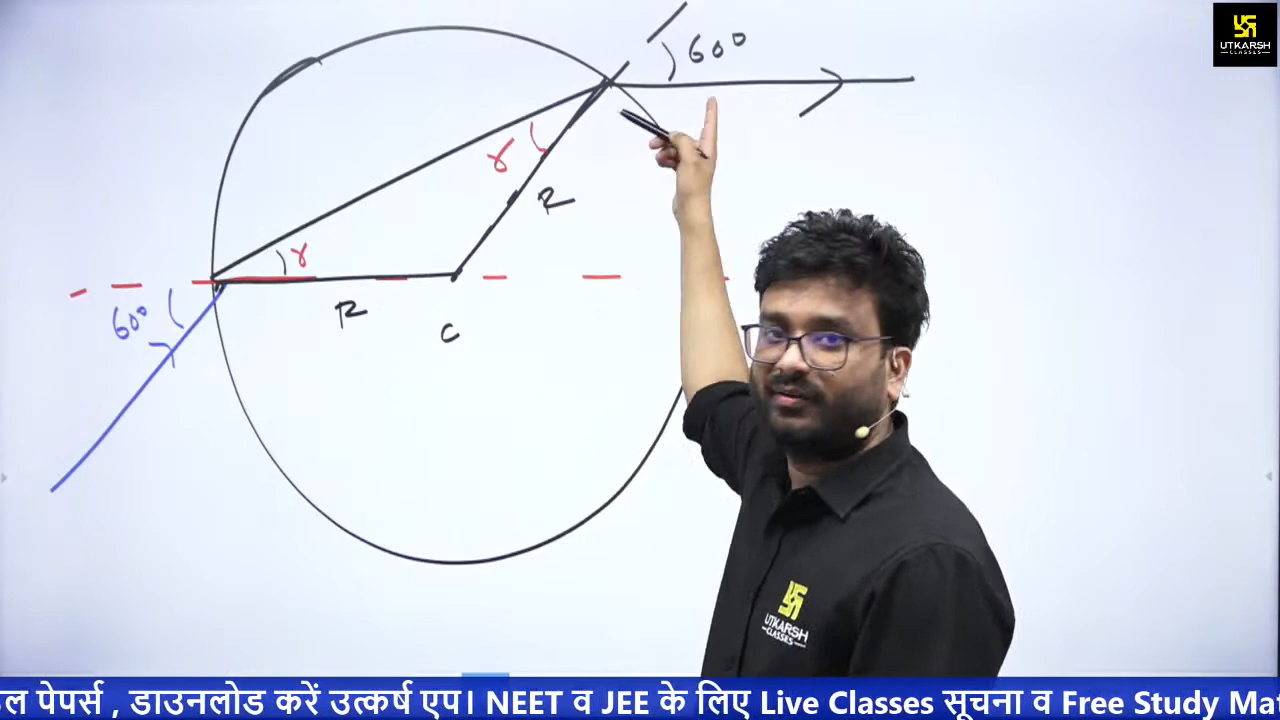 UTKARSH
CLASSES
60°
r
R
r
60°
R
C
UTKARSH
CLASSES
पेपर्स , डाउनलोड करें उत्कर्ष एप। NEET व JEE के लिए Live Classes सूचना व Free Study